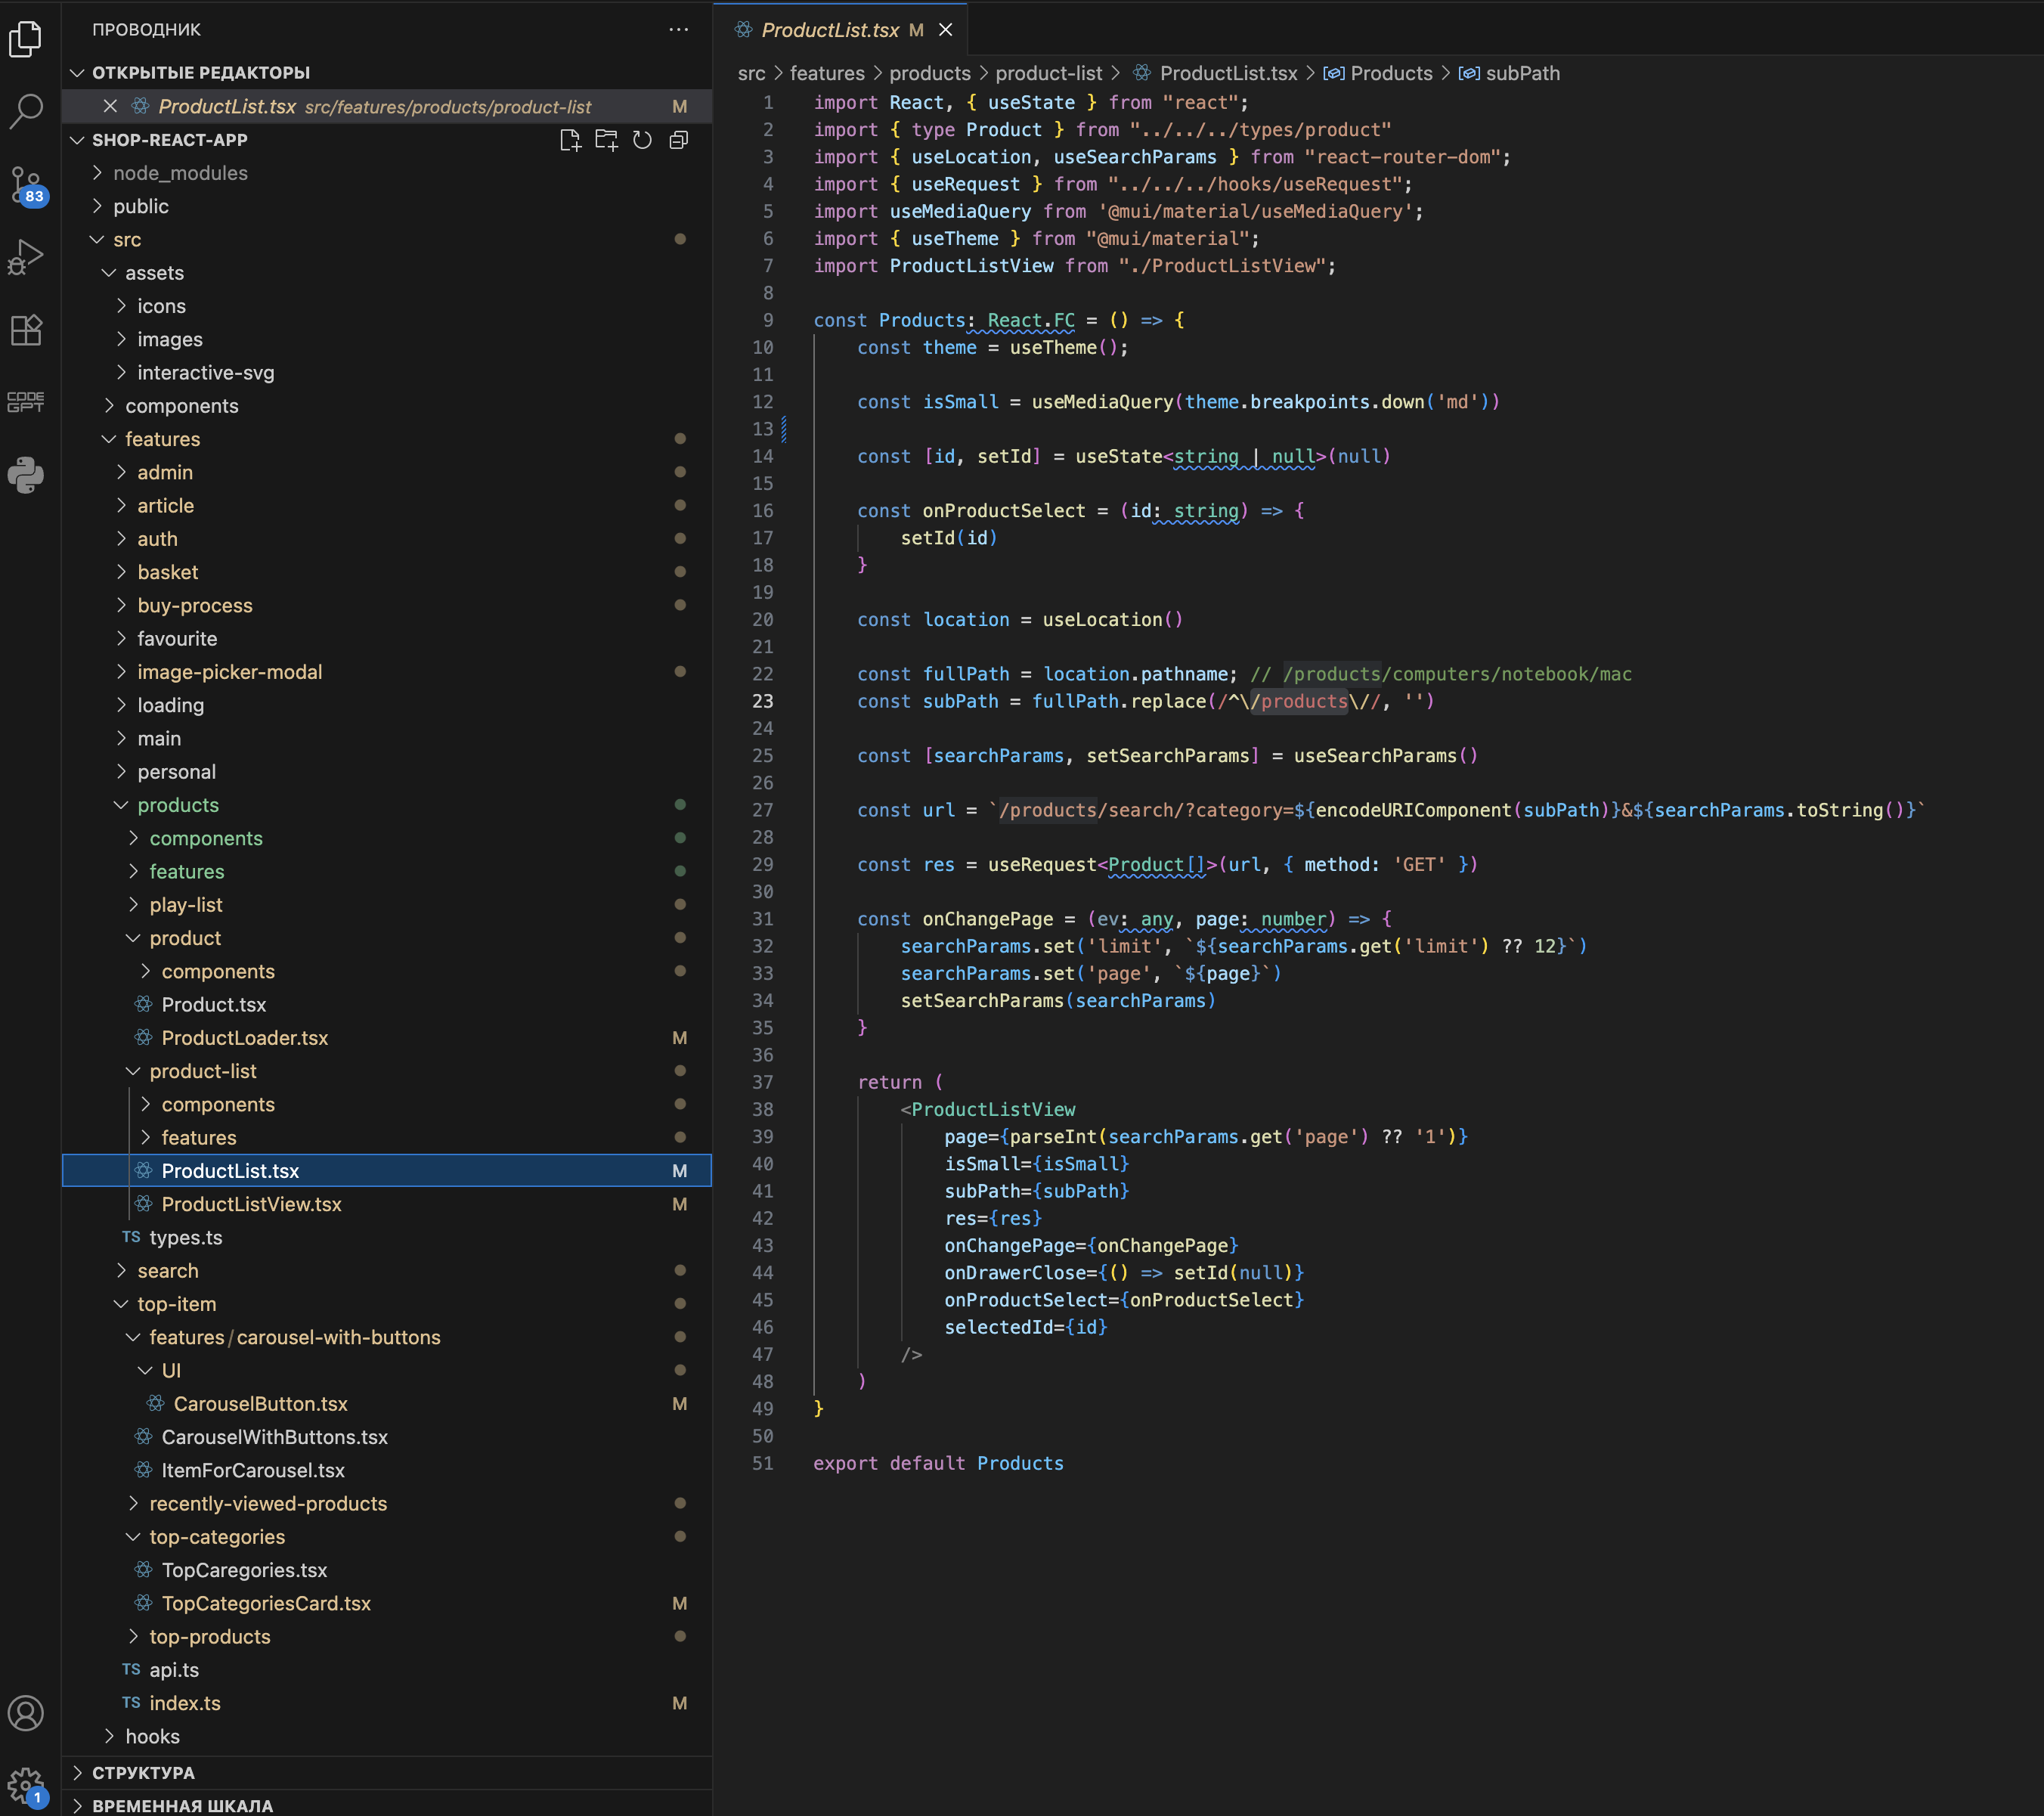 ПРОВОДНИК
ОТКРЫТЫЕ РЕДАКТОРЫ
ProductList.tsx src/features/products/product-list M
SHOP-REACT-APP
node_modules
public
src
assets
icons
images
interactive-svg
components
features
admin
article
auth
basket
buy-process
favourite
image-picker-modal
loading
main
personal
products
components
features
play-list
product
components
Product.tsx
ProductLoader.tsx M
product-list
components
features
ProductList.tsx M
ProductListView.tsx M
TS types.ts
search
top-item
features/carousel-with-buttons
UI
CarouselButton.tsx M
CarouselWithButtons.tsx
ItemForCarousel.tsx
recently-viewed-products
top-categories
TopCaregories.tsx
TopCategoriesCard.tsx M
top-products
TS api.ts
TS index.ts M
hooks
СТРУКТУРА
ВРЕМЕННАЯ ШКАЛА
83
CODE
GPT
1
ProductList.tsx M
src > features > products > product-list > ProductList.tsx > Products > subPath
1 import React, { useState } from "react";
2 import { type Product } from "../../../types/product"
3 import { useLocation, useSearchParams } from "react-router-dom";
4 import { useRequest } from "../../../hooks/useRequest";
5 import useMediaQuery from '@mui/material/useMediaQuery';
6 import { useTheme } from "@mui/material";
7 import ProductListView from "./ProductListView";
8
9 const Products: React.FC = () => {
10 const theme = useTheme();
11
12 const isSmall = useMediaQuery(theme.breakpoints.down('md'))
13
14 const [id, setId] = useState<string | null>(null)
15
16 const onProductSelect = (id: string) => {
17 setId(id)
18 }
19
20 const location = useLocation()
21
22 const fullPath = location.pathname; // /products/computers/notebook/mac
23 const subPath = fullPath.replace(/^\/products\//, '')
24
25 const [searchParams, setSearchParams] = useSearchParams()
26
27 const url = `/products/search/?category=${encodeURIComponent(subPath)}&${searchParams.toString()}`
28
29 const res = useRequest<Product[]>(url, { method: 'GET' })
30
31 const onChangePage = (ev: any, page: number) => {
32 searchParams.set('limit', `${searchParams.get('limit') ?? 12}`)
33 searchParams.set('page', `${page}`)
34 setSearchParams(searchParams)
35 }
36
37 return (
38 <ProductListView
39 page={parseInt(searchParams.get('page') ?? '1')}
40 isSmall={isSmall}
41 subPath={subPath}
42 res={res}
43 onChangePage={onChangePage}
44 onDrawerClose={() => setId(null)}
45 onProductSelect={onProductSelect}
46 selectedId={id}
47 />
48 )
49 }
50
51 export default Products